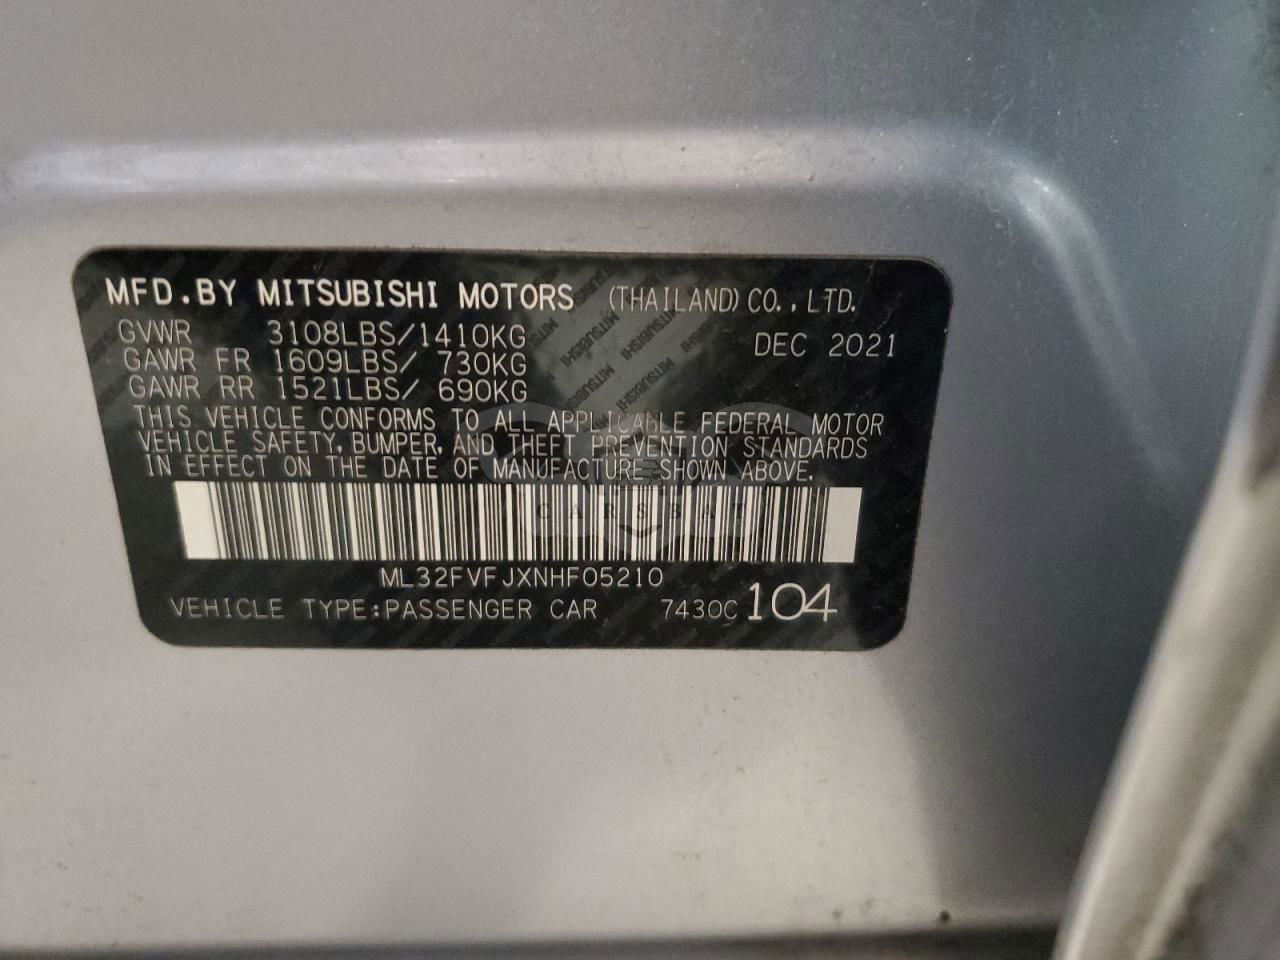 MFD.BY MITSUBISHI MOTORS (THAILAND) CO., LTD.
GVWR 3108LBS/1410KG DEC 2021
GAWR FR 1609LBS/ 730KG
GAWR RR 1521LBS/ 690KG
THIS VEHICLE CONFORMS TO ALL APPLICABLE FEDERAL MOTOR
VEHICLE SAFETY, BUMPER, AND THEFT PREVENTION STANDARDS
IN EFFECT ON THE DATE OF MANUFACTURE SHOWN ABOVE.
CARSBAT
ML32FVFJXNHF05210
VEHICLE TYPE:PASSENGER CAR 7430C 104